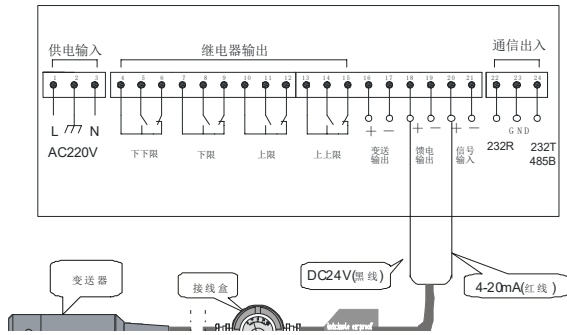 供电输入
继电器输出
通信出入
1 2 3 4 5 6 7 8 9 10 11 12 13 14 15 16 17 18 19 20 21 22 23 24
L N
AC220V
下下限
下限
上限
上上限
+ − + − + −
变送输出
馈电输出
信号输入
GND
232R
232T
485B
DC24V(黑线)
4-20mA(红线)
变送器
接线盒